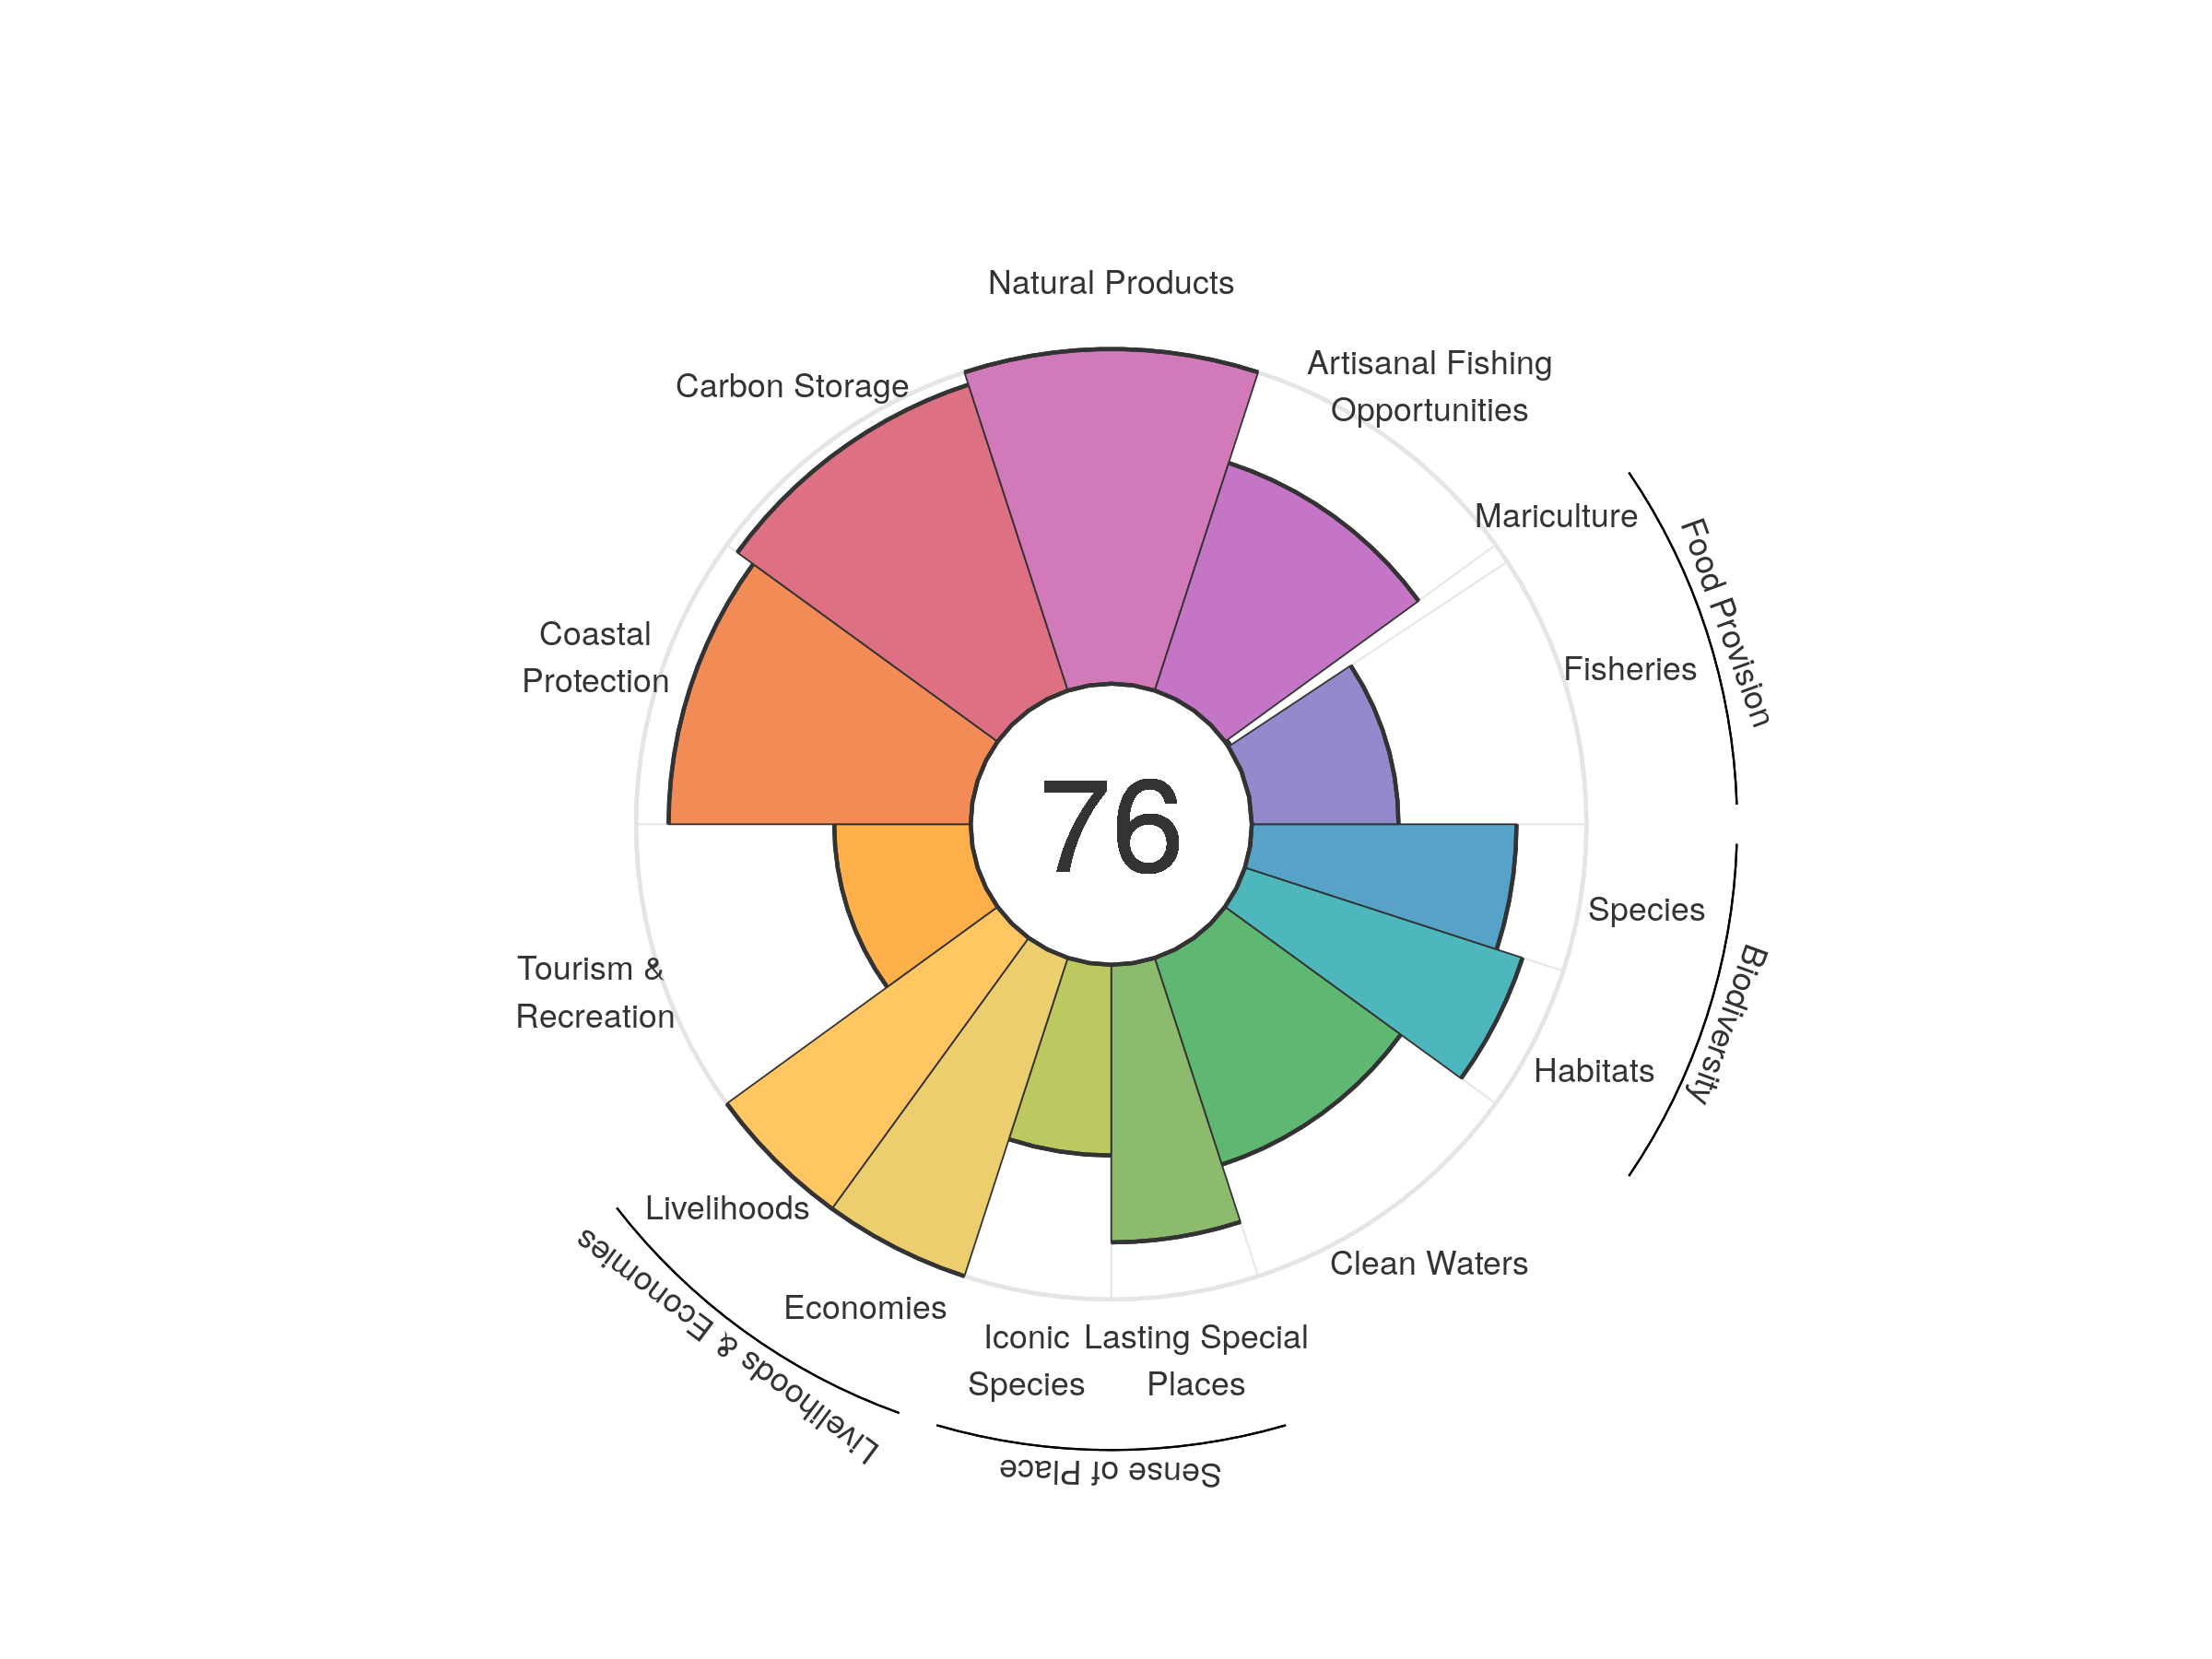 Natural Products
Artisanal Fishing
Opportunities
Carbon Storage
Mariculture
Food Provision
Coastal
Protection
Fisheries
76
Species
Biodiversity
Tourism &
Recreation
Habitats
Livelihoods
Clean Waters
Livelihoods & Economies
Economies
Iconic
Species
Lasting Special
Places
Sense of Place